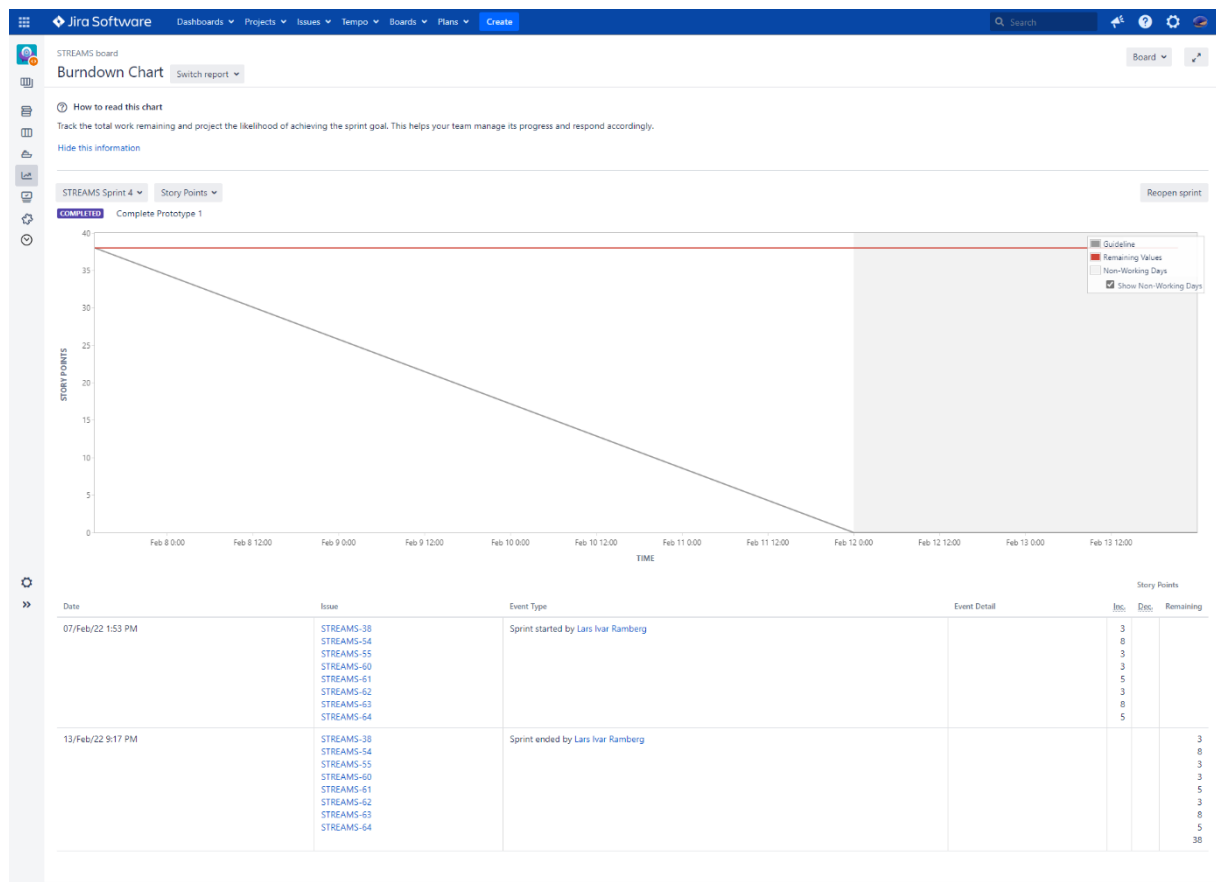 Jira Software Dashboards Projects Issues Tempo Boards Plans Create Search
STREAMS board
Board
Burndown Chart Switch report
How to read this chart
Track the total work remaining and project the likelihood of achieving the sprint goal. This helps your team manage its progress and respond accordingly.
Hide this information
STREAMS Sprint 4 Story Points Reopen sprint
COMPLETED Complete Prototype 1
40
35
30
25
20
15
10
5
0
STORY POINTS
Guideline
Remaining Values
Non-Working Days
Show Non-Working Days
Feb 8 0:00 Feb 8 12:00 Feb 9 0:00 Feb 9 12:00 Feb 10 0:00 Feb 10 12:00 Feb 11 0:00 Feb 11 12:00 Feb 12 0:00 Feb 12 12:00 Feb 13 0:00 Feb 13 12:00
TIME
Story Points
Date Issue Event Type Event Detail Inc. Dec. Remaining
07/Feb/22 1:53 PM STREAMS-38 Sprint started by Lars Ivar Ramberg 3
STREAMS-54 8
STREAMS-55 3
STREAMS-60 3
STREAMS-61 5
STREAMS-62 3
STREAMS-63 8
STREAMS-64 5
13/Feb/22 9:17 PM STREAMS-38 Sprint ended by Lars Ivar Ramberg 3
STREAMS-54 8
STREAMS-55 3
STREAMS-60 3
STREAMS-61 5
STREAMS-62 3
STREAMS-63 8
STREAMS-64 5
38